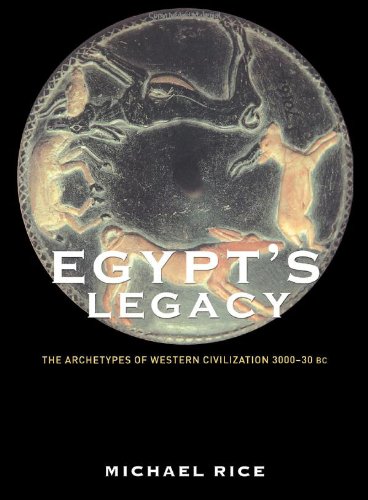 EGYPT'S
LEGACY
THE ARCHETYPES OF WESTERN CIVILIZATION 3000–30 BC
MICHAEL RICE